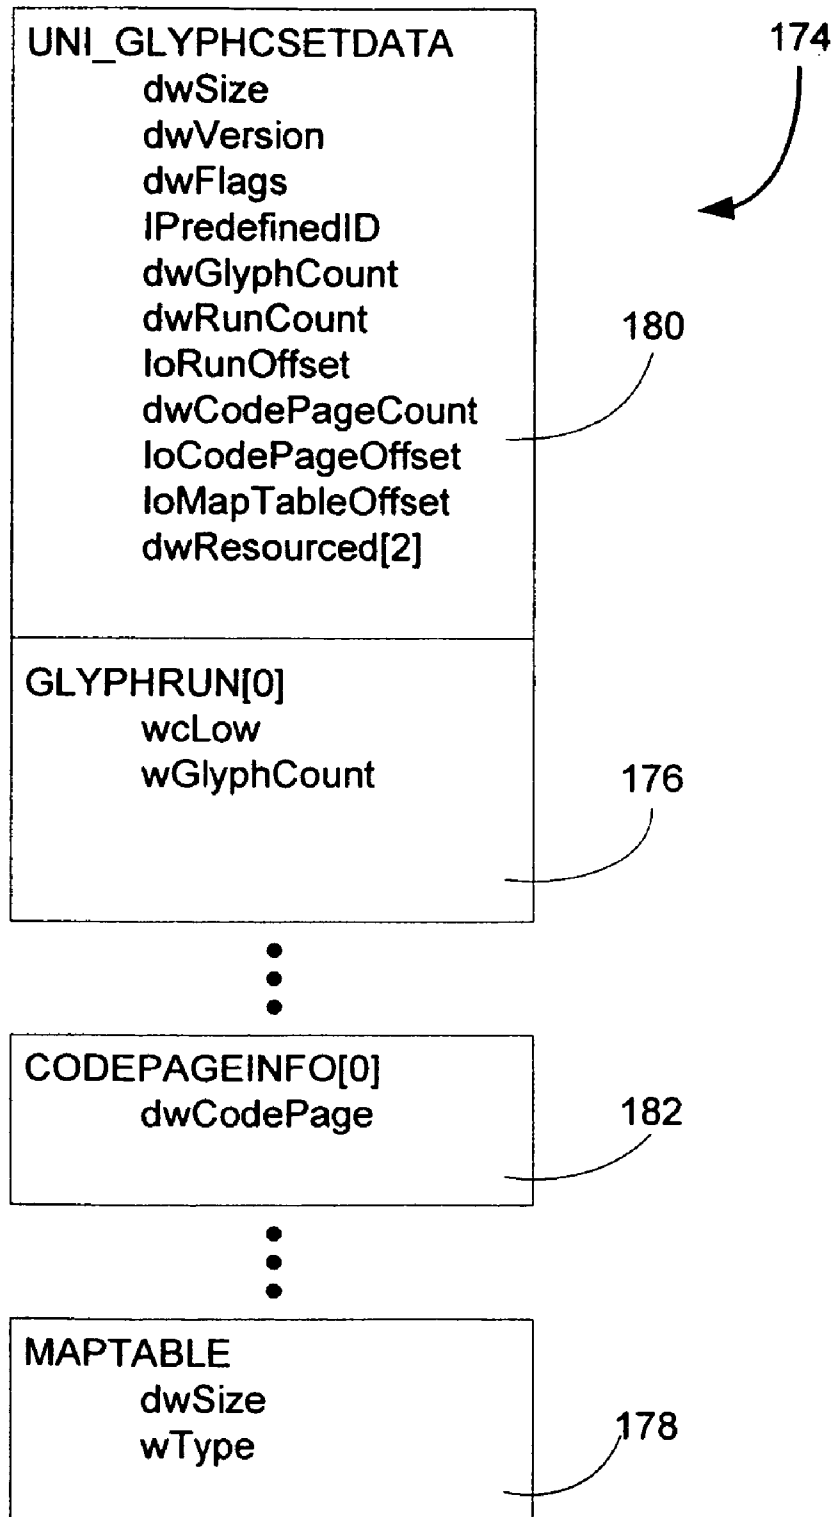 UNI_GLYPHCSETDATA
174
dwSize
dwVersion
dwFlags
lPredefinedID
dwGlyphCount
dwRunCount
180
loRunOffset
dwCodePageCount
loCodePageOffset
loMapTableOffset
dwResourced[2]
GLYPHRUN[0]
wcLow
wGlyphCount
176
CODEPAGEINFO[0]
dwCodePage
182
MAPTABLE
dwSize
wType
178